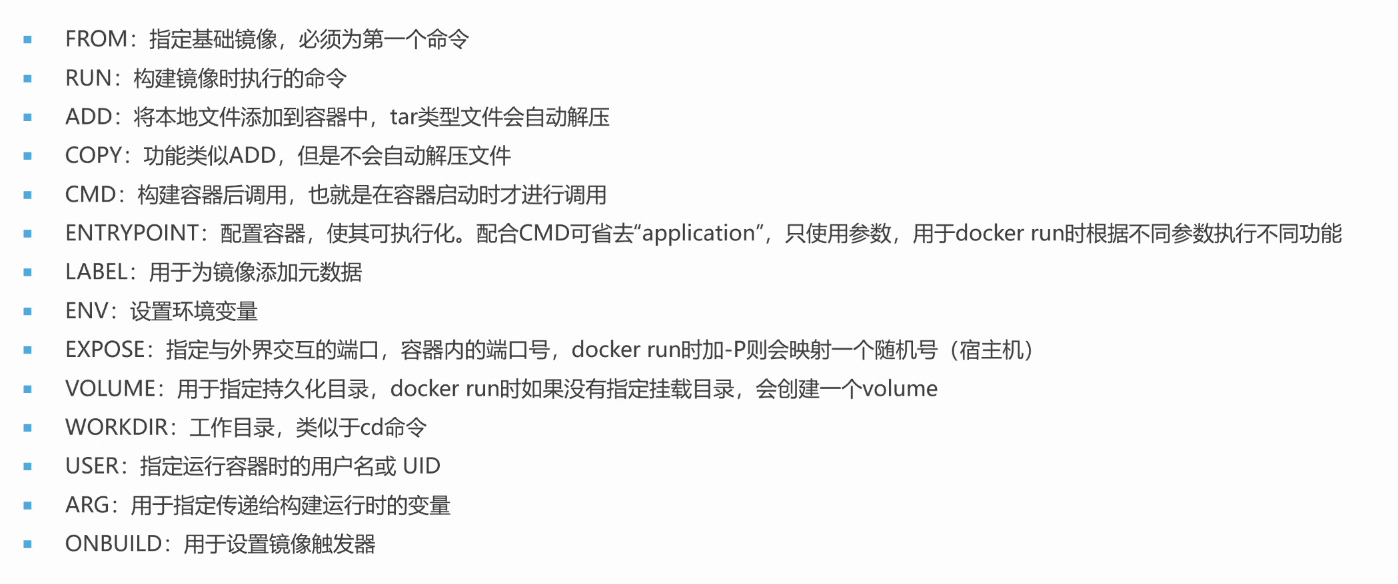 FROM：指定基础镜像，必须为第一个命令
RUN：构建镜像时执行的命令
ADD：将本地文件添加到容器中，tar类型文件会自动解压
COPY：功能类似ADD，但是不会自动解压文件
CMD：构建容器后调用，也就是在容器启动时才进行调用
ENTRYPOINT：配置容器，使其可执行化。配合CMD可省去“application”，只使用参数，用于docker run时根据不同参数执行不同功能
LABEL：用于为镜像添加元数据
ENV：设置环境变量
EXPOSE：指定与外界交互的端口，容器内的端口号，docker run时加-P则会映射一个随机号（宿主机）
VOLUME：用于指定持久化目录，docker run时如果没有指定挂载目录，会创建一个volume
WORKDIR：工作目录，类似于cd命令
USER：指定运行容器时的用户名或 UID
ARG：用于指定传递给构建运行时的变量
ONBUILD：用于设置镜像触发器